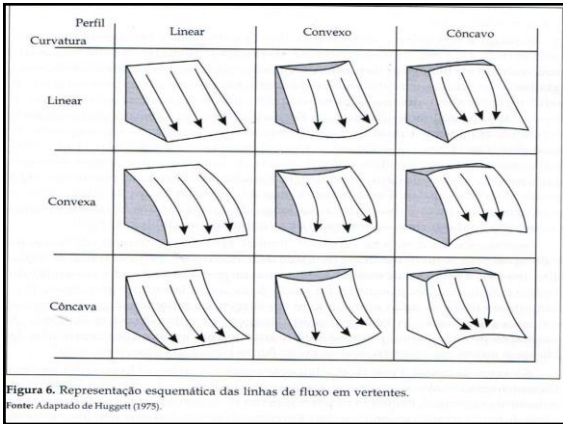 Perfil
Curvatura
Linear
Convexo
Côncavo
Linear
Convexa
Côncava
Figura 6. Representação esquemática das linhas de fluxo em vertentes.
Fonte: Adaptado de Huggett (1975).